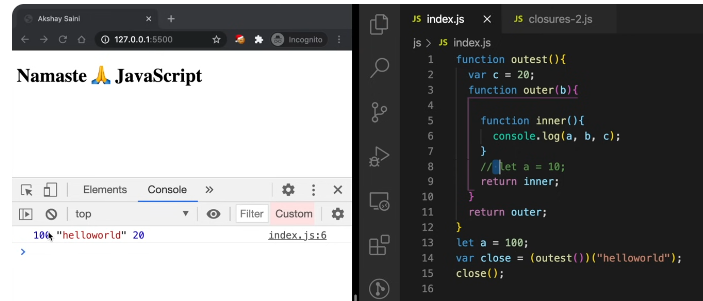 Akshay Saini
127.0.0.1:5500
Incognito
Namaste 🙏 JavaScript
Elements Console »
top Filter Custom
100 "helloworld" 20 index.js:6
JS index.js JS closures-2.js
js > JS index.js
1 function outest(){
2 var c = 20;
3 function outer(b){
4
5 function inner(){
6 console.log(a, b, c);
7 }
8 // let a = 10;
9 return inner;
10 }
11 return outer;
12 }
13 let a = 100;
14 var close = (outest())("helloworld");
15 close();
16